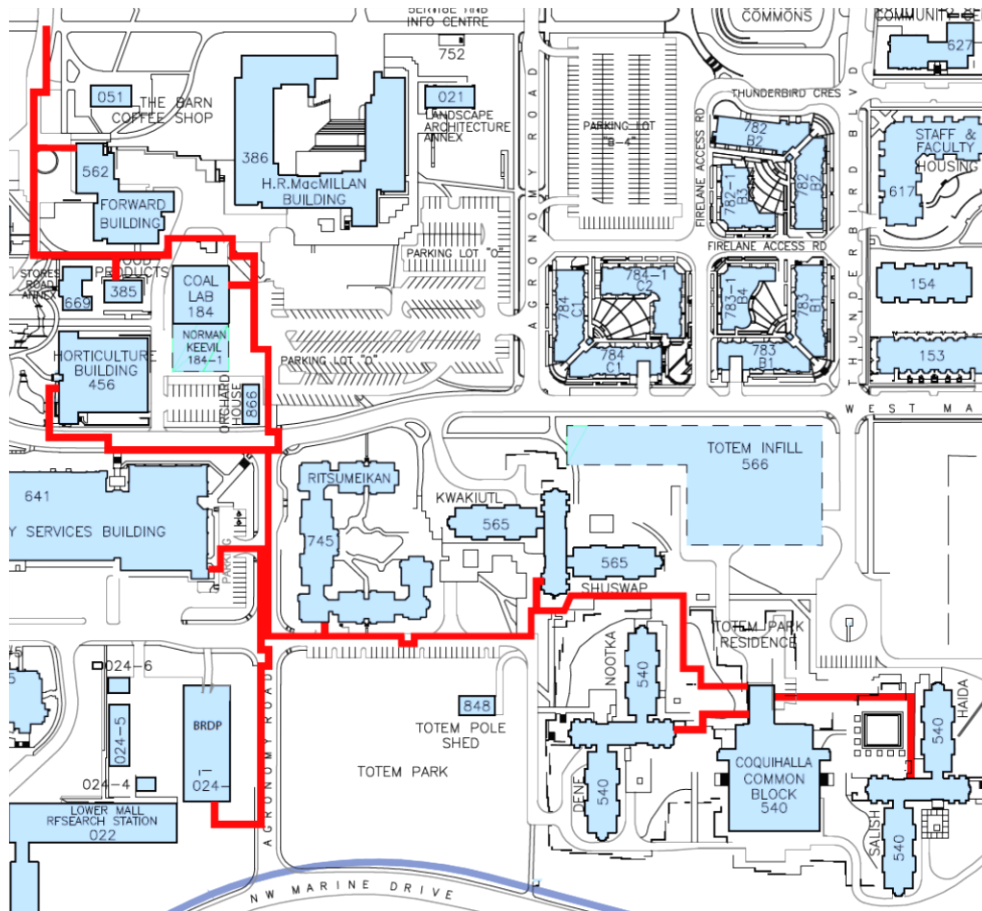 SERVICE AND
INFO CENTRE
752
COMMONS
627
051
THE BARN
COFFEE SHOP
021
LANDSCAPE
ARCHITECTURE
ANNEX
386
H.R.MacMILLAN
BUILDING
PARKING LOT
"B-4"
AGRONOMY ROAD
FIRELANE ACCESS RD
THUNDERBIRD CRES
782
B2
782-1
B3
782
B2
THUNDERBIRD BLVD
STAFF &
FACULTY
HOUSING
617
562
FORWARD
BUILDING
FIRELANE ACCESS RD
PARKING LOT "O"
FOOD
PRODUCTS
385
STORES
ROAD
ANNEX
669
COAL
LAB
184
NORMAN
KEEVIL
184-1
784
C1
784-1
C2
784
C1
783-1
B4
783
B1
783
B1
154
153
HORTICULTURE
BUILDING
456
PARKING LOT "O"
ORCHARD
HOUSE
866
WEST MA
641
Y SERVICES BUILDING
PARKING
RITSUMEIKAN
745
KWAKIUTL
565
565
SHUSWAP
TOTEM INFILL
566
TOTEM PARK
RESIDENCE
NOOTKA
540
024-6
024-5
024-4
BRDP
024-
LOWER MALL
RFSEARCH STATION
022
AGRONOMY ROAD
848
TOTEM POLE
SHED
TOTEM PARK
DENE
540
COQUIHALLA
COMMON
BLOCK
540
HAIDA
540
SALISH
540
NW MARINE DRIVE